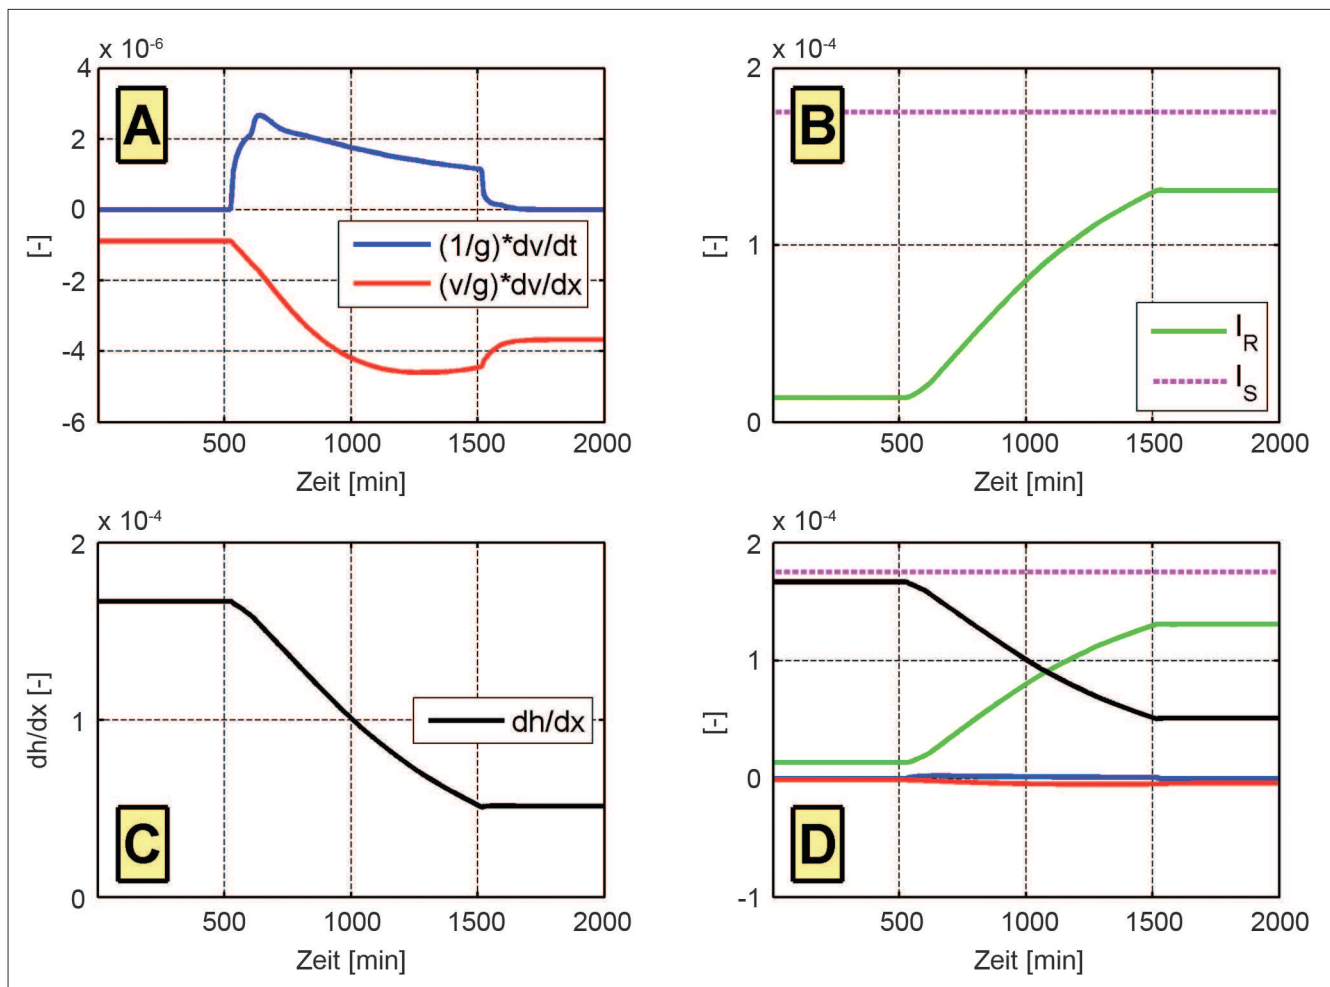 x 10-6
4
2
0
-2
-4
-6
[-]
A
(1/g)*dv/dt
(v/g)*dv/dx
500
1000
1500
2000
Zeit [min]
x 10-4
2
1
0
[-]
B
IR
IS
500
1000
1500
2000
Zeit [min]
x 10-4
2
1
0
dh/dx [-]
C
dh/dx
500
1000
1500
2000
Zeit [min]
x 10-4
2
1
0
-1
[-]
D
500
1000
1500
2000
Zeit [min]